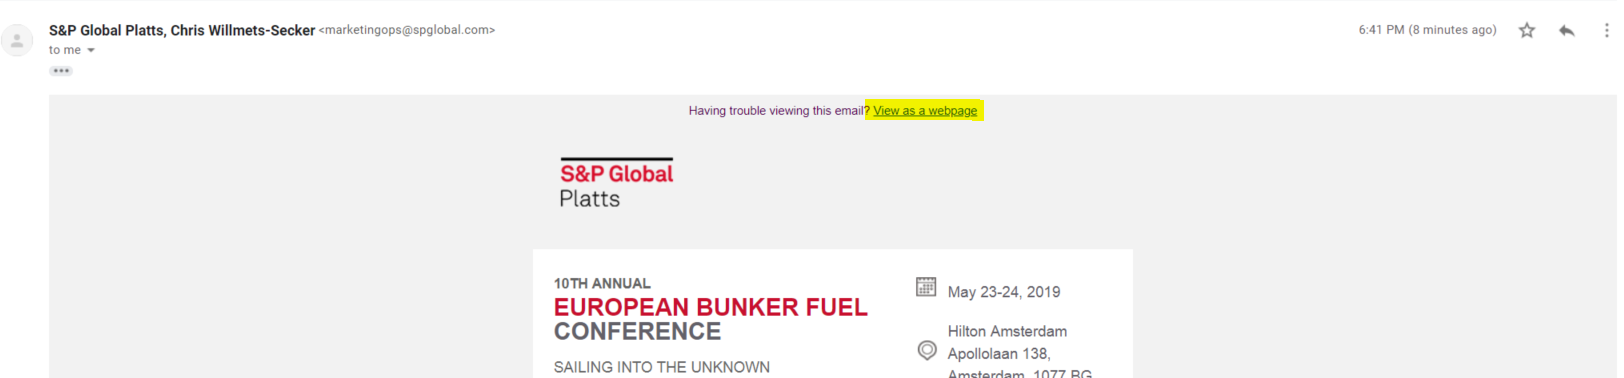 S&P Global Platts, Chris Willmets-Secker <marketingops@spglobal.com>
6:41 PM (8 minutes ago)
to me
Having trouble viewing this email? View as a webpage
S&P Global
Platts
10TH ANNUAL
EUROPEAN BUNKER FUEL
CONFERENCE
SAILING INTO THE UNKNOWN
May 23-24, 2019
Hilton Amsterdam
Apollolaan 138,
Amsterdam, 1077 BG